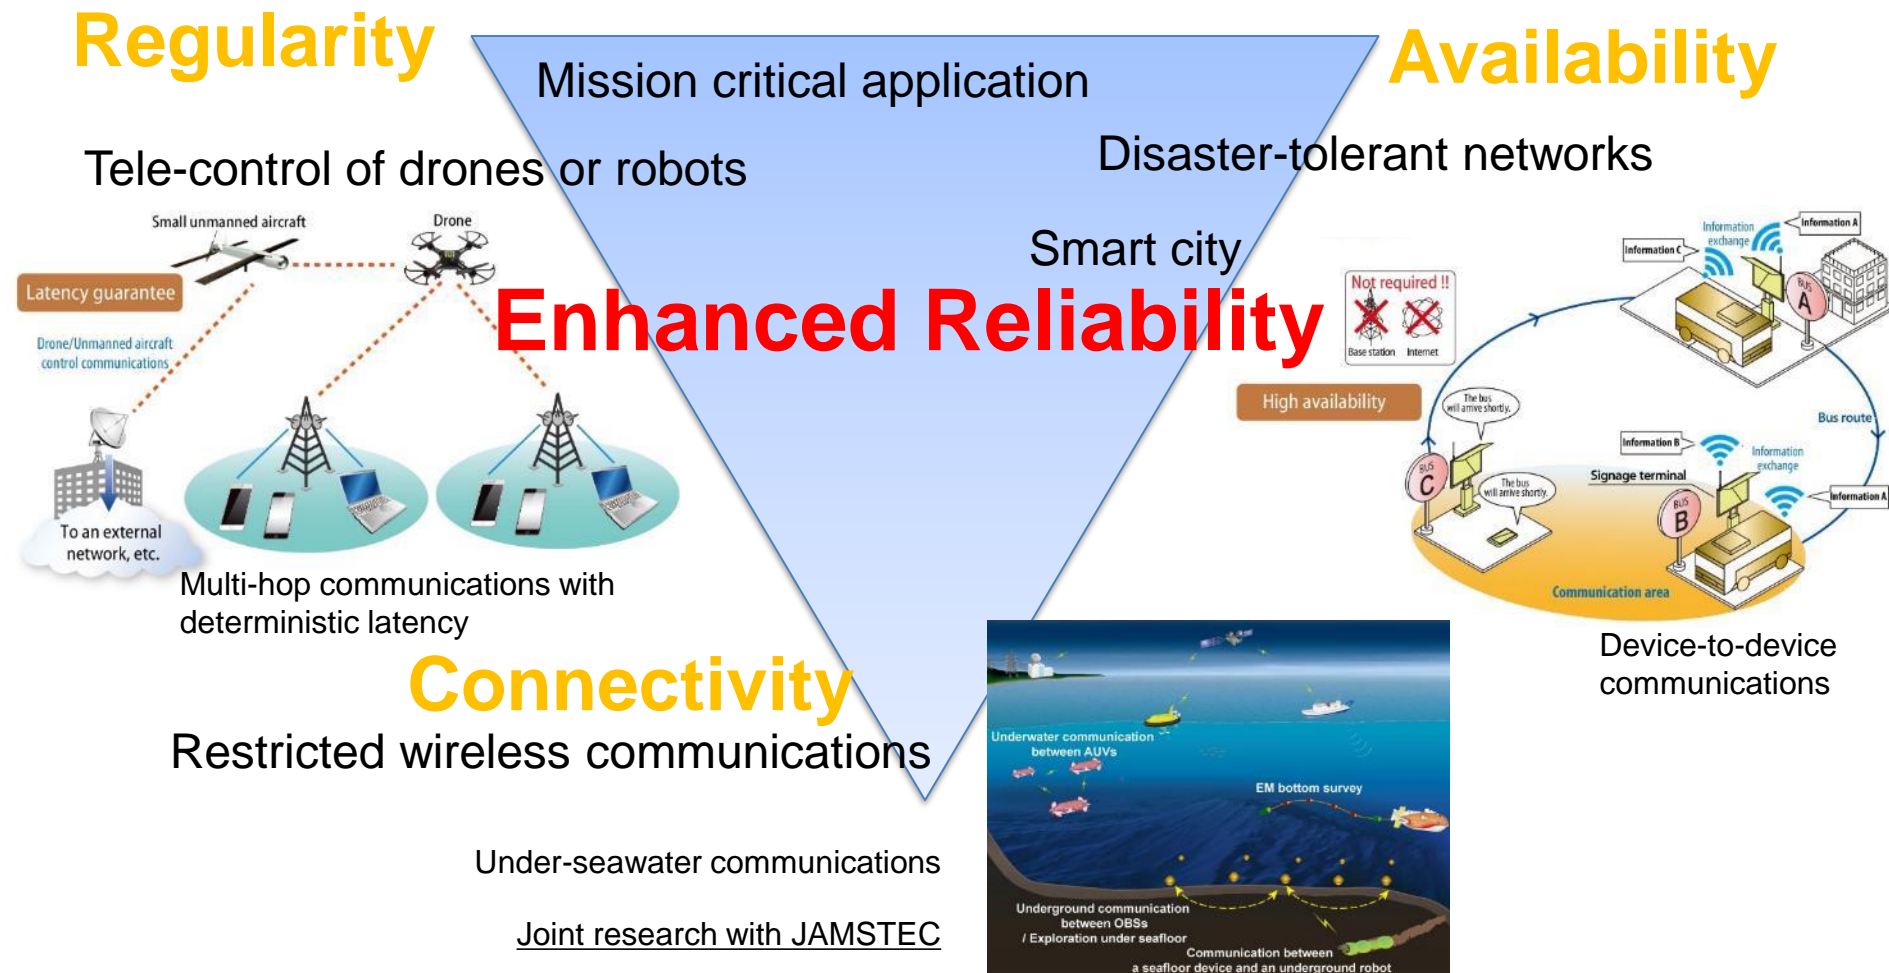 Regularity
Availability
Mission critical application
Tele-control of drones or robots
Disaster-tolerant networks
Small unmanned aircraft
Drone
Latency guarantee
Drone/Unmanned aircraft
control communications
To an external
network, etc.
Multi-hop communications with
deterministic latency
Smart city
Enhanced Reliability
Not required !!
Base station
Internet
High availability
Information
exchange
Information A
Information C
BUS
A
Bus route
The bus
will arrive shortly.
BUS
C
The bus
will arrive shortly.
Information B
Information
exchange
Signage terminal
Information A
BUS
B
Communication area
Device-to-device
communications
Connectivity
Restricted wireless communications
Under-seawater communications
Joint research with JAMSTEC
Underwater communication
between AUVs
EM bottom survey
Underground communication
between OBSs
/ Exploration under seafloor
Communication between
a seafloor device and an underground robot